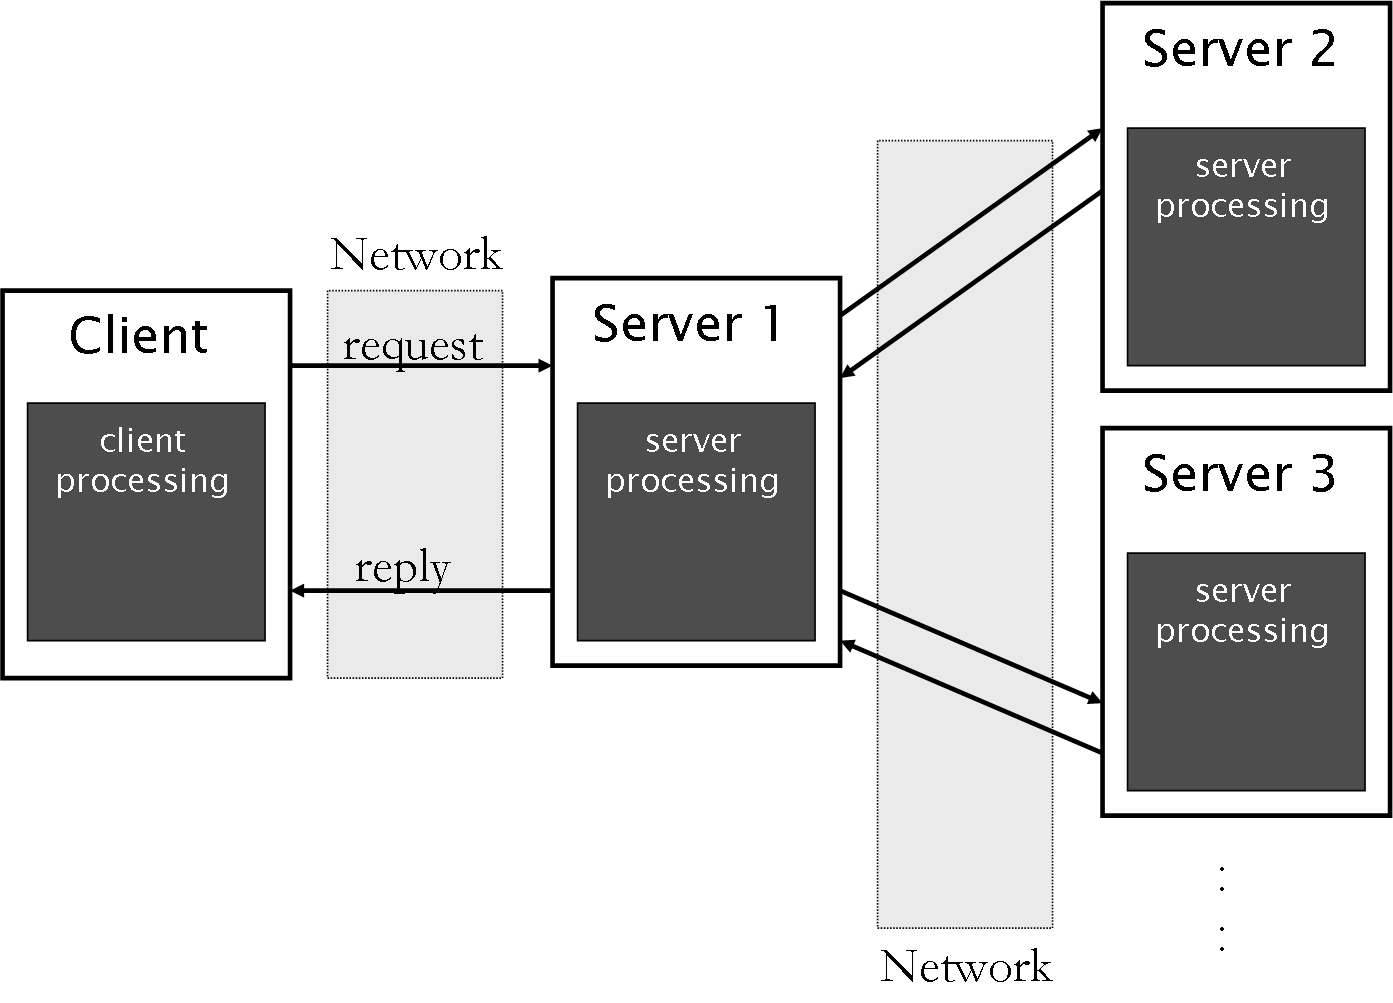 Client
client
processing
Network
request
reply
Server 1
server
processing
Network
Server 2
server
processing
Server 3
server
processing